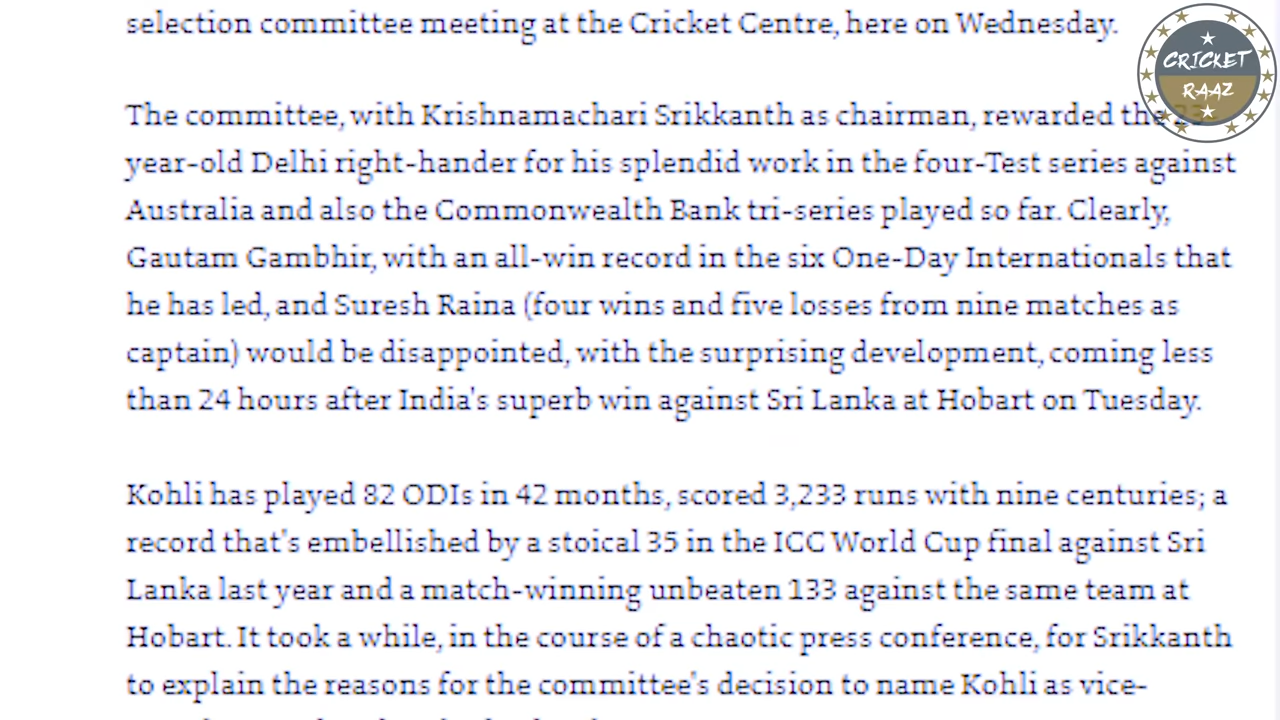 selection committee meeting at the Cricket Centre, here on Wednesday.
The committee, with Krishnamachari Srikkanth as chairman, rewarded the 23
year-old Delhi right-hander for his splendid work in the four-Test series against
Australia and also the Commonwealth Bank tri-series played so far. Clearly,
Gautam Gambhir, with an all-win record in the six One-Day Internationals that
he has led, and Suresh Raina (four wins and five losses from nine matches as
captain) would be disappointed, with the surprising development, coming less
than 24 hours after India's superb win against Sri Lanka at Hobart on Tuesday.
Kohli has played 82 ODIs in 42 months, scored 3,233 runs with nine centuries; a
record that's embellished by a stoical 35 in the ICC World Cup final against Sri
Lanka last year and a match-winning unbeaten 133 against the same team at
Hobart. It took a while, in the course of a chaotic press conference, for Srikkanth
to explain the reasons for the committee's decision to name Kohli as vice-
CRICKET
RAAZ